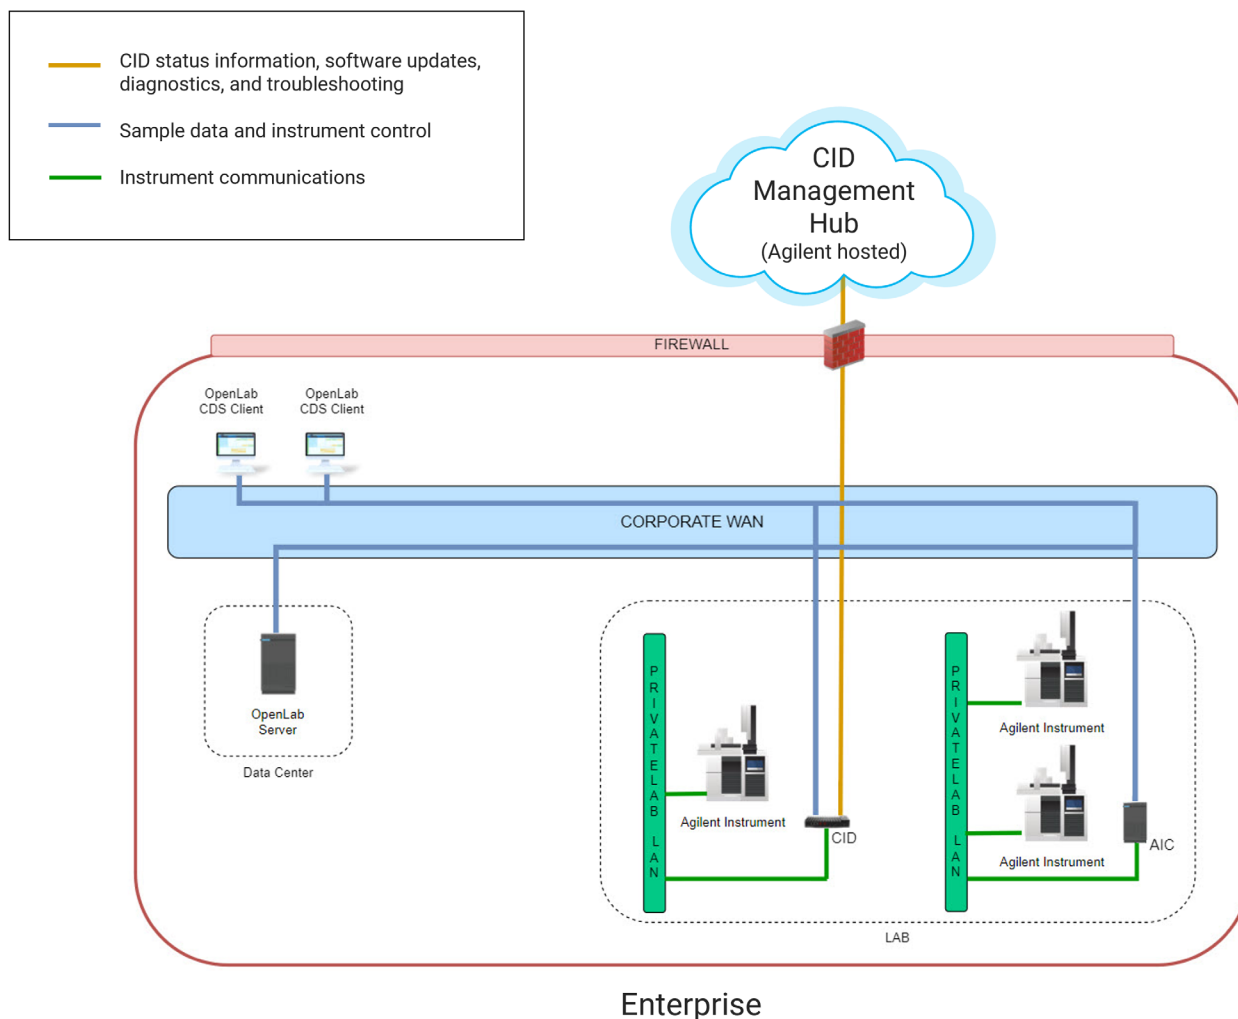 CID status information, software updates,
diagnostics, and troubleshooting
Sample data and instrument control
Instrument communications
CID
Management
Hub
(Agilent hosted)
FIREWALL
OpenLab
CDS Client
OpenLab
CDS Client
CORPORATE WAN
OpenLab
Server
Data Center
PRIVATE LAB LAN
Agilent Instrument
CID
PRIVATE LAB LAN
Agilent Instrument
Agilent Instrument
AIC
LAB
Enterprise